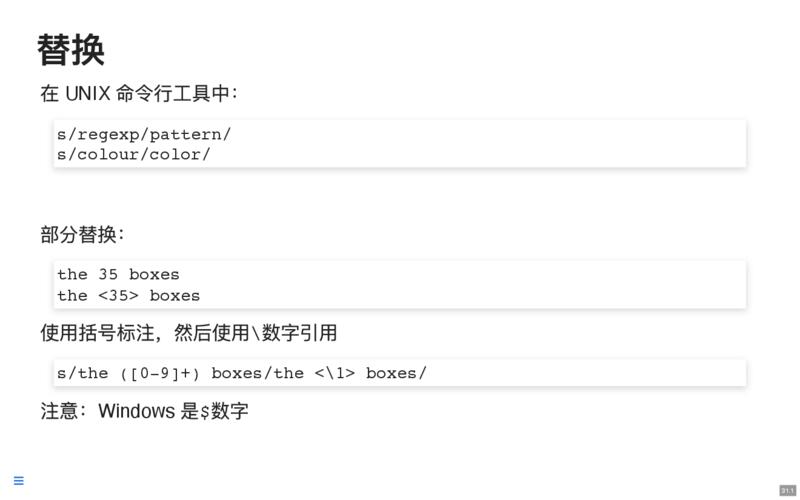 替换
在 UNIX 命令行工具中：
s/regexp/pattern/
s/colour/color/
部分替换：
the 35 boxes
the <35> boxes
使用括号标注，然后使用\数字引用
s/the ([0-9]+) boxes/the <\1> boxes/
注意：Windows 是$数字
31.1